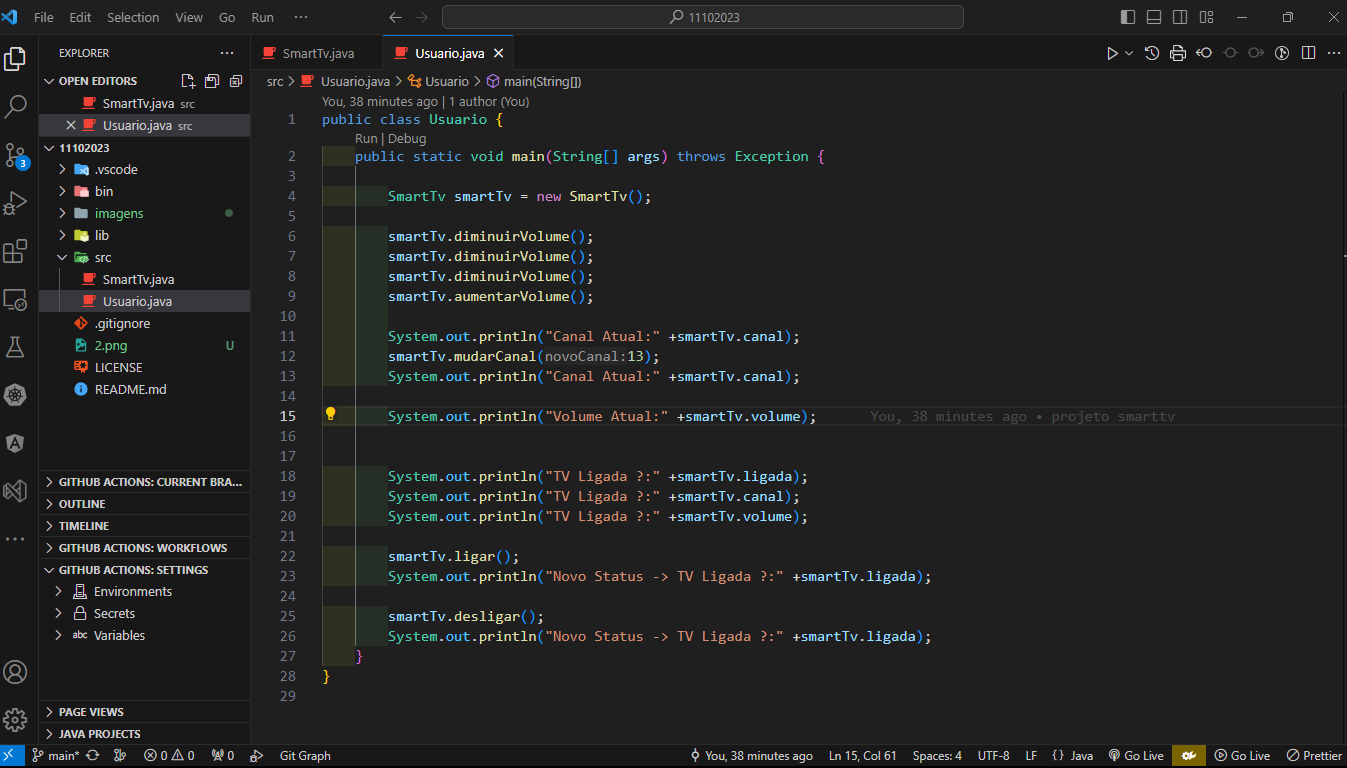 File Edit Selection View Go Run ··· 11102023
EXPLORER ···
OPEN EDITORS
SmartTv.java src
Usuario.java src
11102023
.vscode
bin
imagens
lib
src
SmartTv.java
Usuario.java
.gitignore
2.png U
LICENSE
README.md
GITHUB ACTIONS: CURRENT BRA...
OUTLINE
TIMELINE
GITHUB ACTIONS: WORKFLOWS
GITHUB ACTIONS: SETTINGS
Environments
Secrets
abc Variables
PAGE VIEWS
JAVA PROJECTS
3
SmartTv.java Usuario.java
src > Usuario.java > Usuario > main(String[])
You, 38 minutes ago | 1 author (You)
1 public class Usuario {
Run | Debug
2 public static void main(String[] args) throws Exception {
3
4 SmartTv smartTv = new SmartTv();
5
6 smartTv.diminuirVolume();
7 smartTv.diminuirVolume();
8 smartTv.diminuirVolume();
9 smartTv.aumentarVolume();
10
11 System.out.println("Canal Atual:" +smartTv.canal);
12 smartTv.mudarCanal(novoCanal:13);
13 System.out.println("Canal Atual:" +smartTv.canal);
14
15 System.out.println("Volume Atual:" +smartTv.volume); You, 38 minutes ago • projeto smarttv
16
17
18 System.out.println("TV Ligada ?:" +smartTv.ligada);
19 System.out.println("TV Ligada ?:" +smartTv.canal);
20 System.out.println("TV Ligada ?:" +smartTv.volume);
21
22 smartTv.ligar();
23 System.out.println("Novo Status -> TV Ligada ?:" +smartTv.ligada);
24
25 smartTv.desligar();
26 System.out.println("Novo Status -> TV Ligada ?:" +smartTv.ligada);
27 }
28 }
29
main* 0 0 0 Git Graph You, 38 minutes ago Ln 15, Col 61 Spaces: 4 UTF-8 LF {} Java Go Live Go Live Prettier